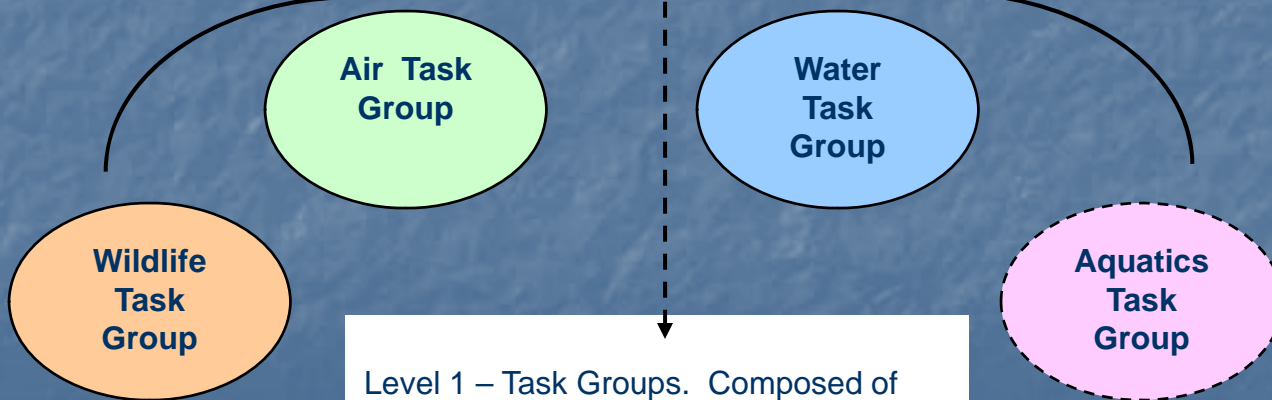 Air Task
Group
Water
Task
Group
Wildlife
Task
Group
Aquatics
Task
Group
Level 1 – Task Groups. Composed of